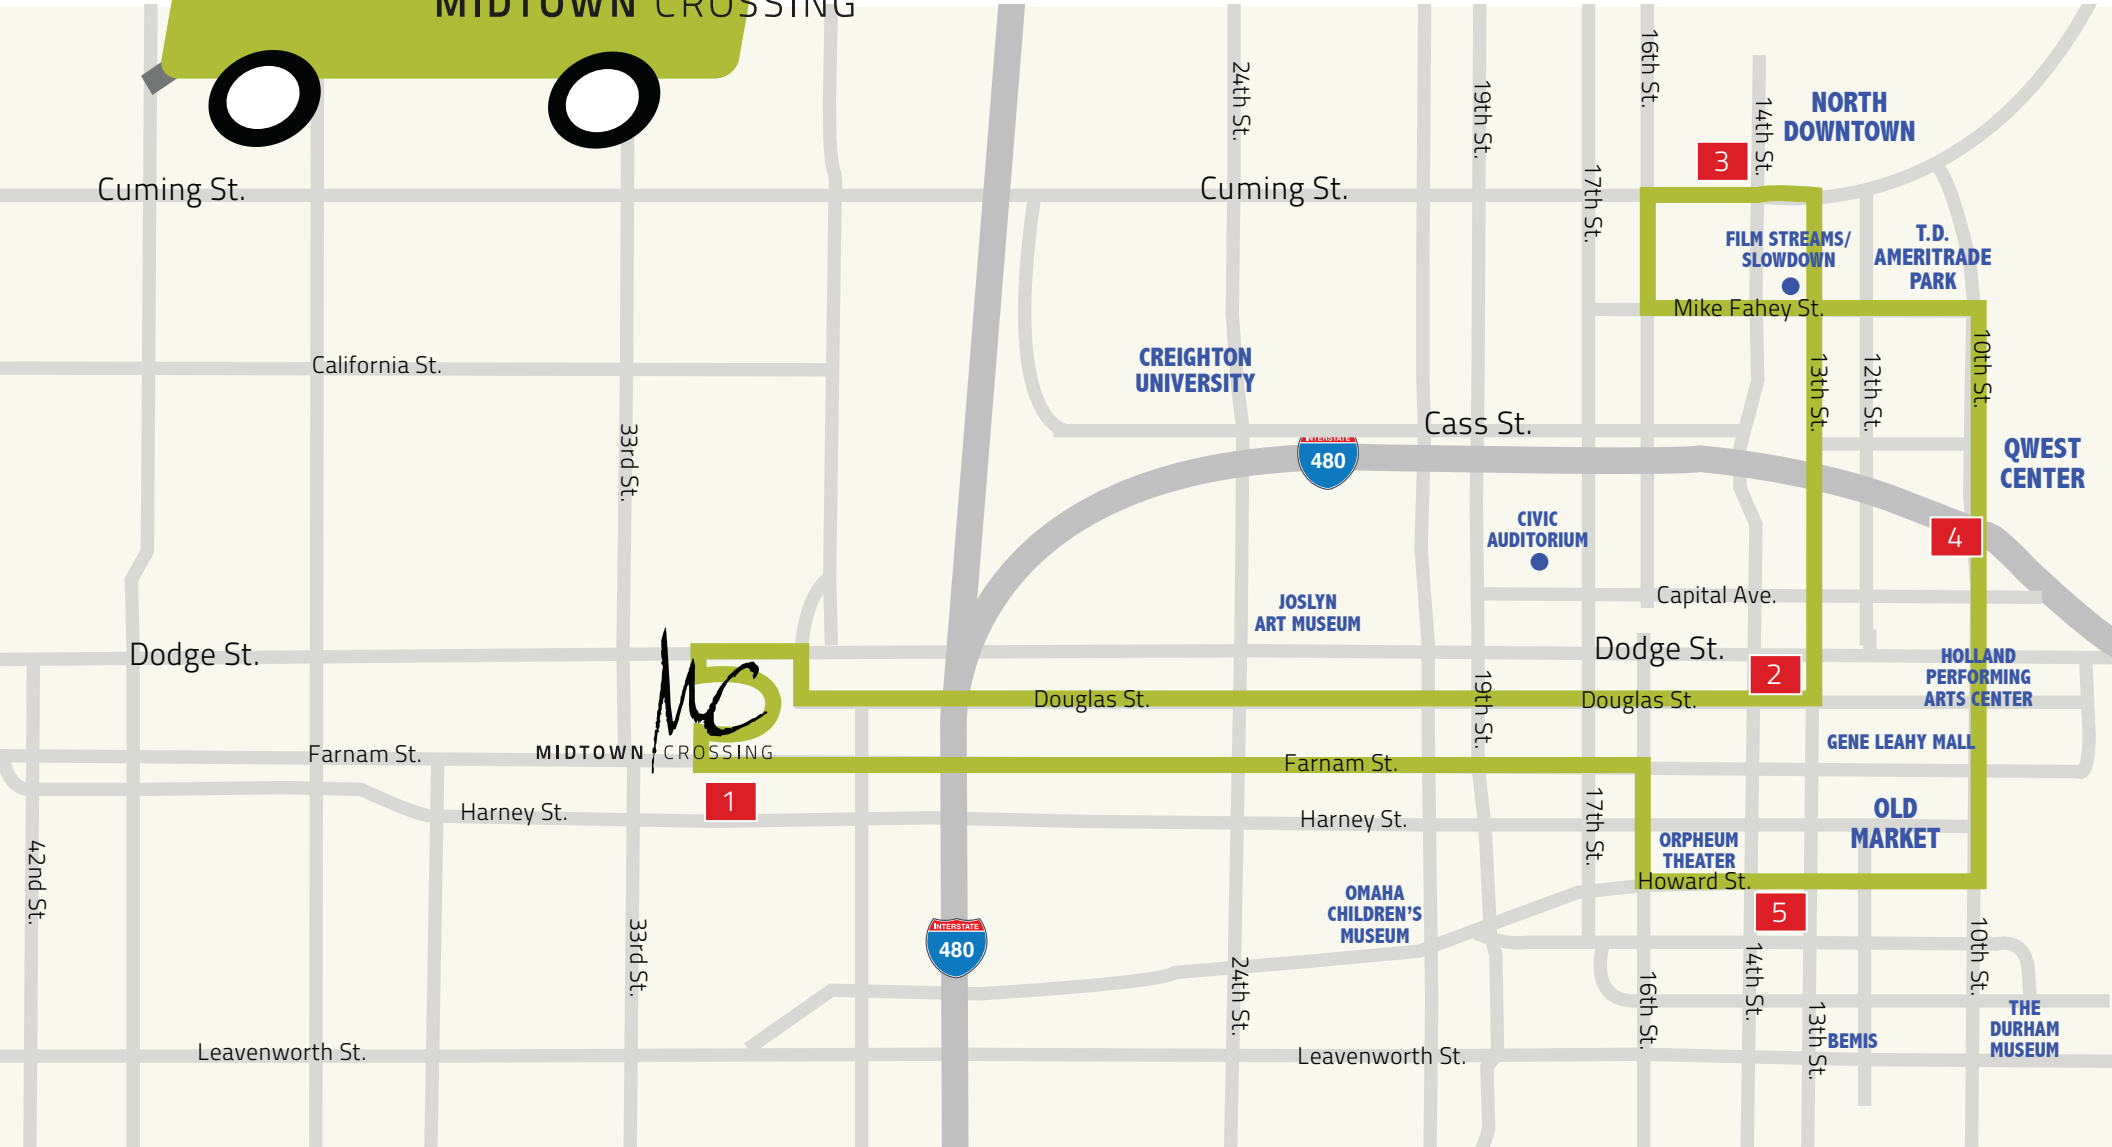 MIDTOWN CROSSING
16th St.
24th St.
19th St.
14th St.
NORTH
DOWNTOWN
3
17th St.
Cuming St.
Cuming St.
FILM STREAMS/
SLOWDOWN
T.D.
AMERITRADE
PARK
Mike Fahey St.
10th St.
CREIGHTON
UNIVERSITY
California St.
13th St.
12th St.
33rd St.
Cass St.
INTERSTATE
480
QWEST
CENTER
CIVIC
AUDITORIUM
4
JOSLYN
ART MUSEUM
Capital Ave.
Dodge St.
Dodge St.
2
HOLLAND
PERFORMING
ARTS CENTER
MC
MIDTOWN CROSSING
Douglas St.
19th St.
Douglas St.
GENE LEAHY MALL
Farnam St.
Farnam St.
1
Harney St.
Harney St.
17th St.
OLD
MARKET
ORPHEUM
THEATER
Howard St.
42nd St.
OMAHA
CHILDREN'S
MUSEUM
5
33rd St.
INTERSTATE
480
24th St.
16th St.
14th St.
10th St.
13th St.
THE
DURHAM
MUSEUM
BEMIS
Leavenworth St.
Leavenworth St.